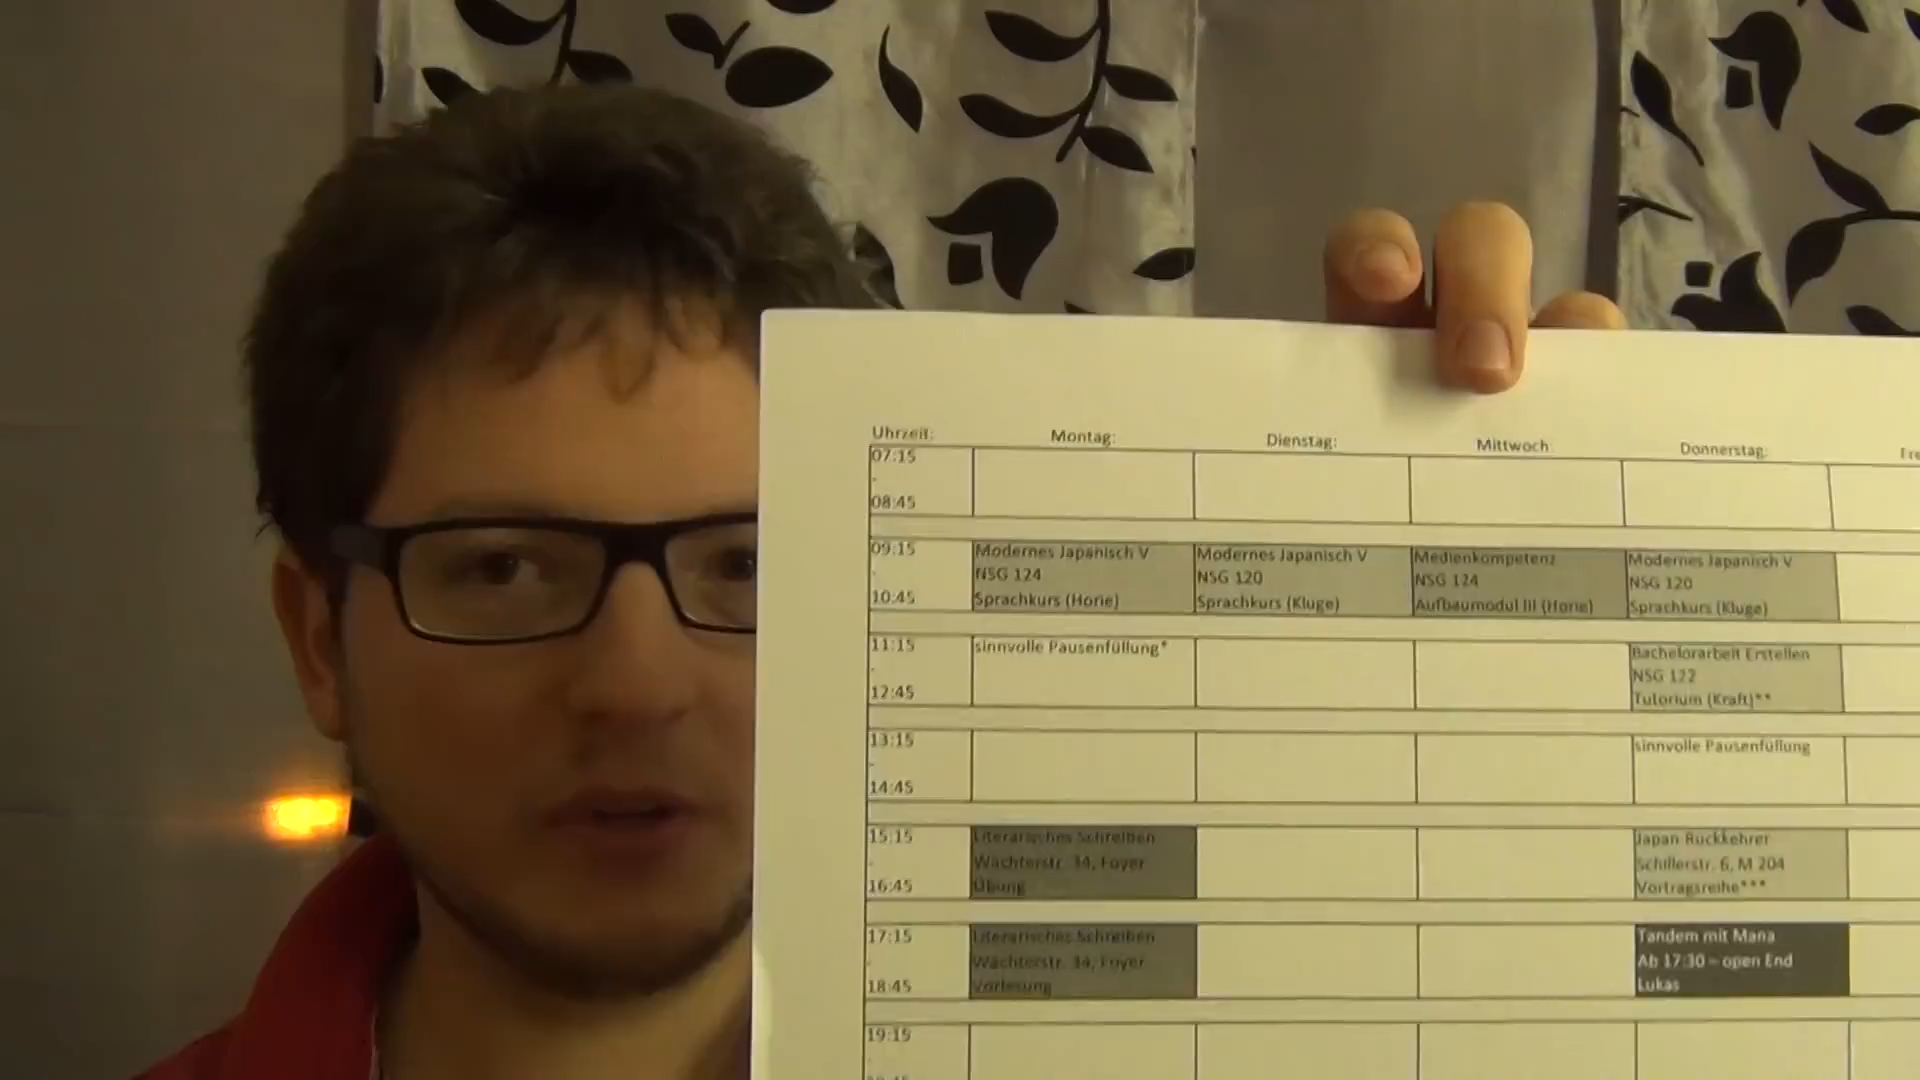 Uhrzeit: Montag: Dienstag: Mittwoch: Donnerstag: Fre
07:15
-
08:45
09:15
-
10:45
Modernes Japanisch V
NSG 124
Sprachkurs (Horie)
Modernes Japanisch V
NSG 120
Sprachkurs (Kluge)
Medienkompetenz
NSG 124
Aufbaumodul III (Horie)
Modernes Japanisch V
NSG 120
Sprachkurs (Kluge)
11:15
-
12:45
sinnvolle Pausenfüllung*
Bachelorarbeit Erstellen
NSG 122
Tutorium (Kraft)**
13:15
-
14:45
sinnvolle Pausenfüllung
15:15
-
16:45
Literarisches Schreiben
Wächterstr. 34, Foyer
Übung
Japan Rückkehrer
Schillerstr. 6, M 204
Vortragsreihe***
17:15
-
18:45
Literarisches Schreiben
Wächterstr. 34, Foyer
Vorlesung
Tandem mit Mana
Ab 17:30 – open End
Lukas
19:15
-